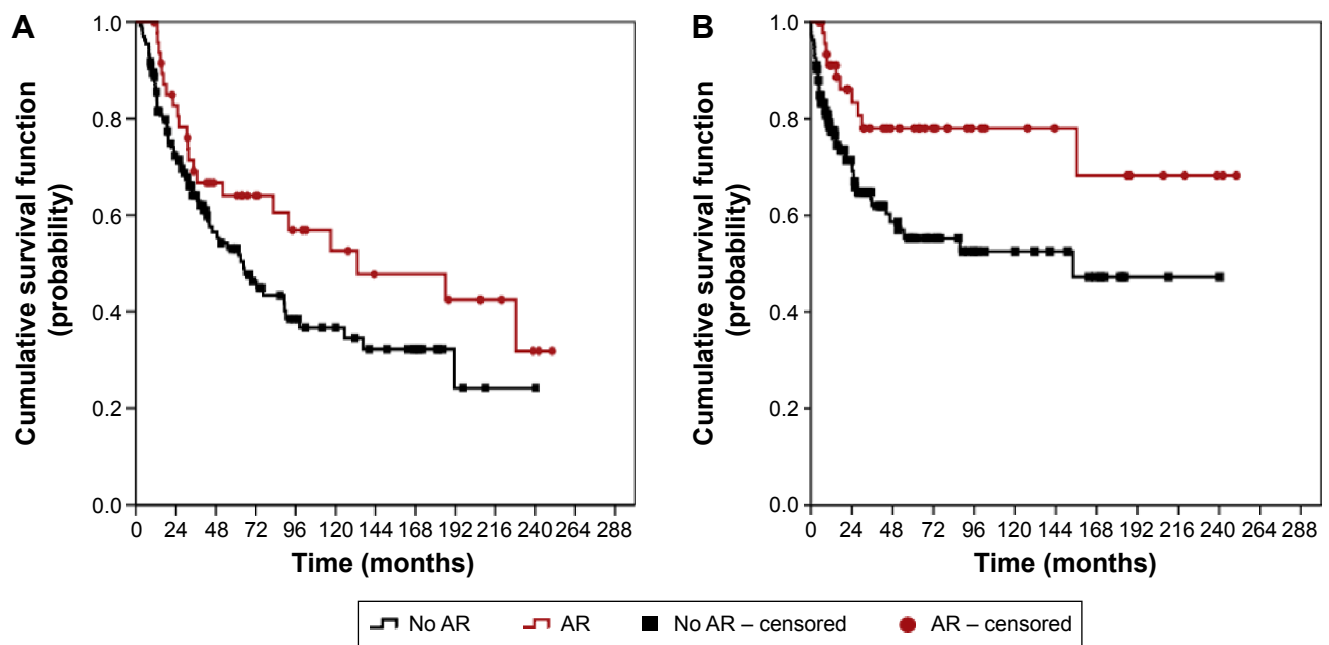 A
Cumulative survival function
(probability)
1.0
0.8
0.6
0.4
0.2
0.0
0 24 48 72 96 120 144 168 192 216 240 264 288
Time (months)
B
Cumulative survival function
(probability)
1.0
0.8
0.6
0.4
0.2
0.0
0 24 48 72 96 120 144 168 192 216 240 264 288
Time (months)
No AR AR No AR – censored AR – censored